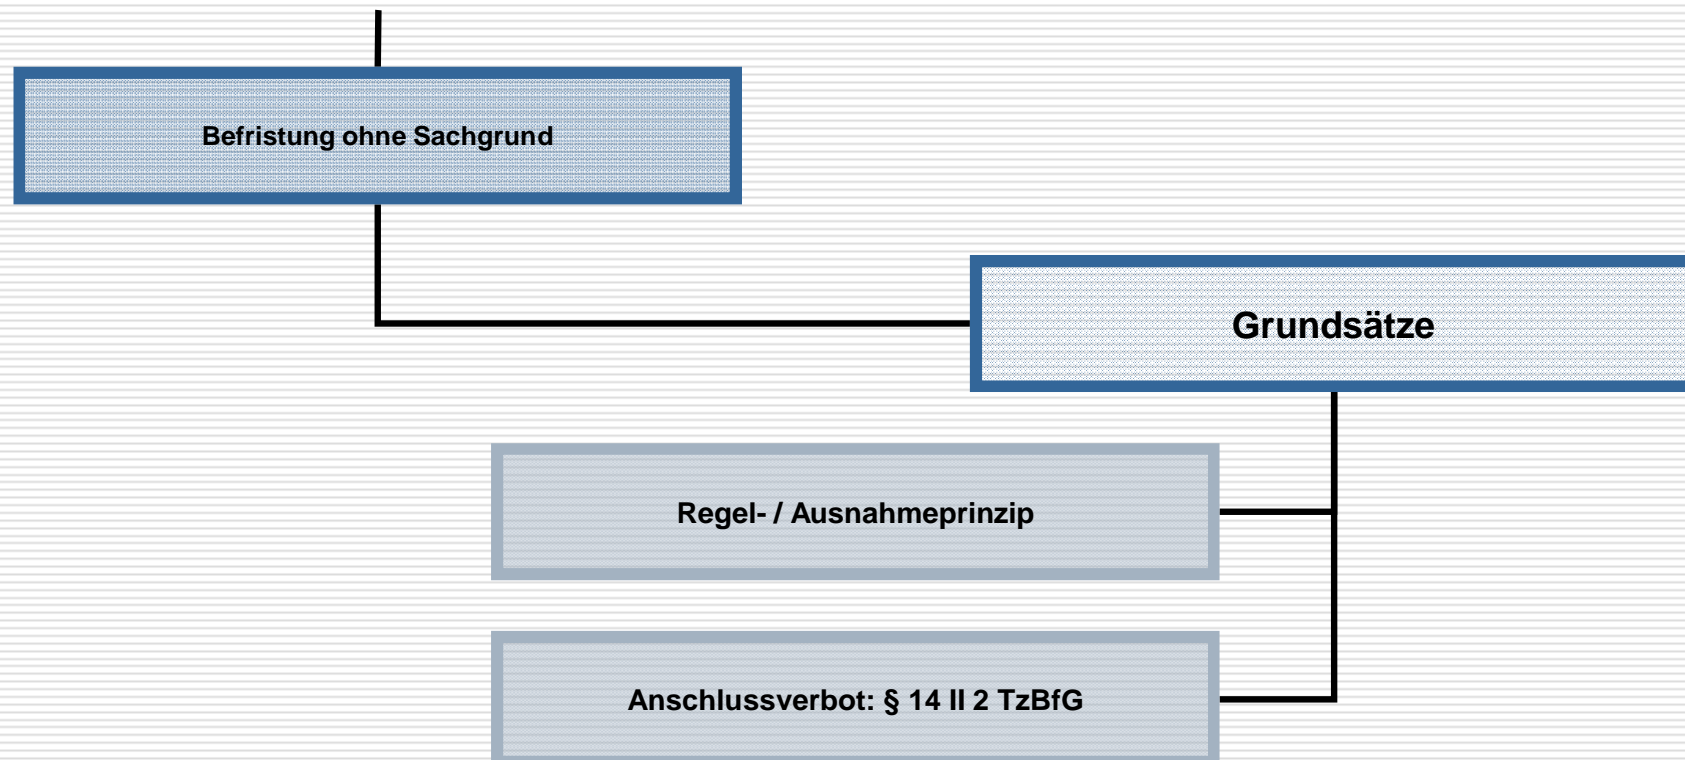 Befristung ohne Sachgrund
Grundsätze
Regel- / Ausnahmeprinzip
Anschlussverbot: § 14 II 2 TzBfG